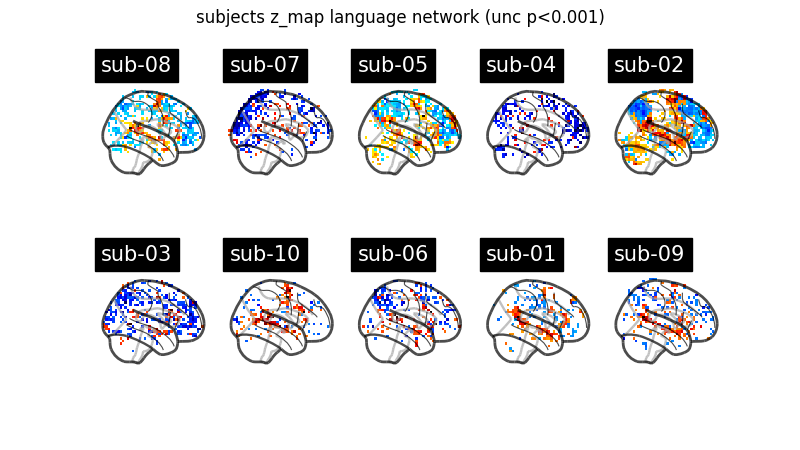 subjects z_map language network (unc p<0.001)
sub-08
sub-07
sub-05
sub-04
sub-02
sub-03
sub-10
sub-06
sub-01
sub-09